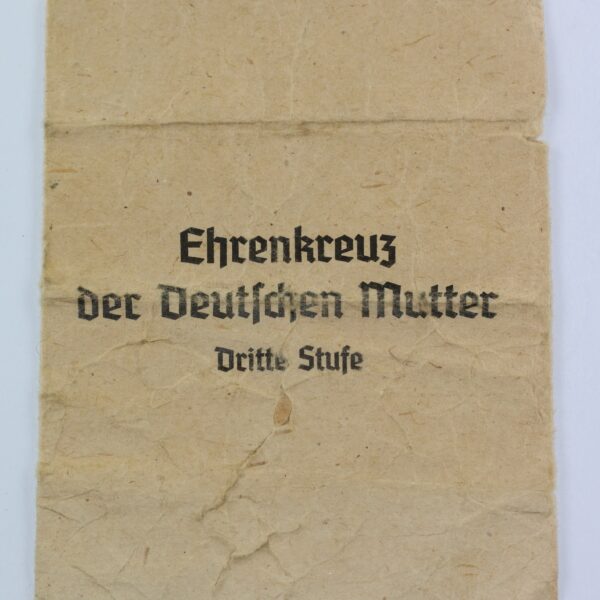 Ehrenkreuz
der Deutſchen Mutter
Dritte Stufe